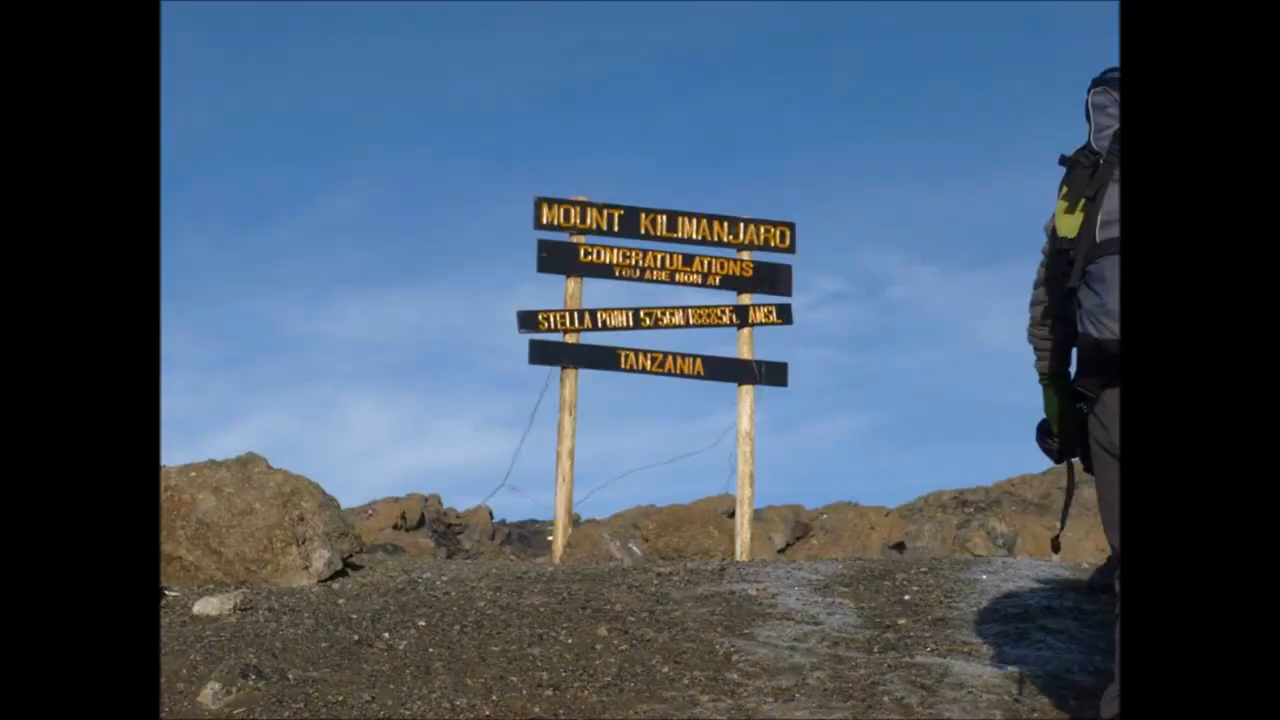 MOUNT KILIMANJARO
CONGRATULATIONS
YOU ARE NOW AT
STELLA POINT 5756M/18885Ft. AMSL
TANZANIA